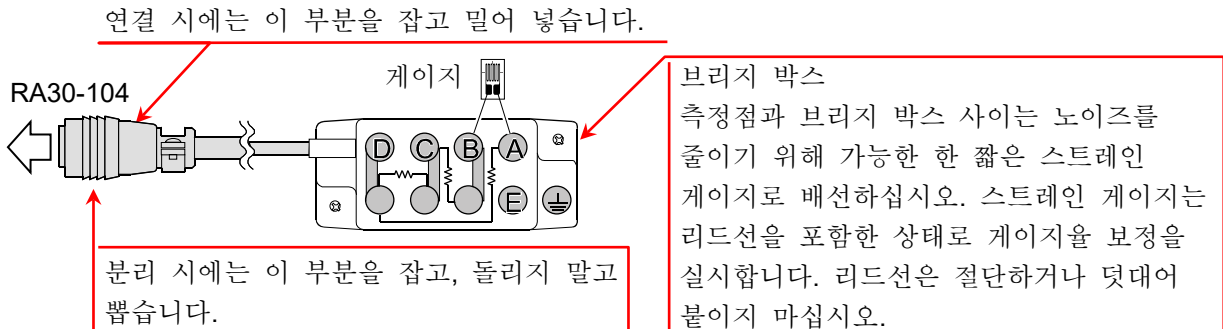 연결 시에는 이 부분을 잡고 밀어 넣습니다.
게이지
RA30-104
D C B A
E
브리지 박스
측정점과 브리지 박스 사이는 노이즈를
줄이기 위해 가능한 한 짧은 스트레인
게이지로 배선하십시오. 스트레인 게이지는
리드선을 포함한 상태로 게이지율 보정을
실시합니다. 리드선은 절단하거나 덧대어
붙이지 마십시오.
분리 시에는 이 부분을 잡고, 돌리지 말고
뽑습니다.